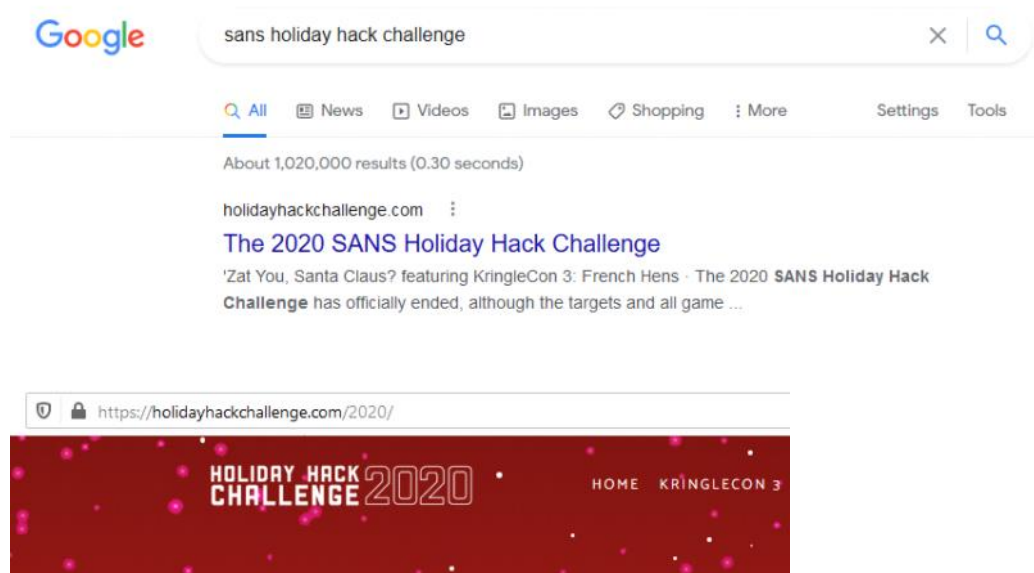 Google
sans holiday hack challenge
All News Videos Images Shopping More Settings Tools
About 1,020,000 results (0.30 seconds)
holidayhackchallenge.com
The 2020 SANS Holiday Hack Challenge
'Zat You, Santa Claus? featuring KringleCon 3: French Hens · The 2020 SANS Holiday Hack
Challenge has officially ended, although the targets and all game ...
https://holidayhackchallenge.com/2020/
HOLIDAY HACK
CHALLENGE 2020
HOME KRINGLECON 3